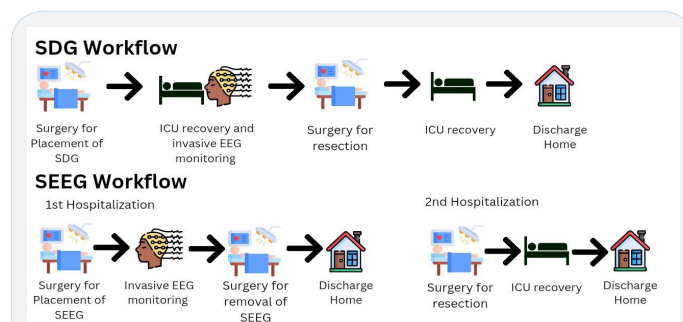 SDG Workflow
Surgery for
Placement of
SDG
ICU recovery and
invasive EEG
monitoring
Surgery for
resection
ICU recovery
Discharge
Home
SEEG Workflow
1st Hospitalization
2nd Hospitalization
Surgery for
Placement of
SEEG
Invasive EEG
monitoring
Surgery for
removal of
SEEG
Discharge
Home
Surgery for
resection
ICU recovery
Discharge
Home